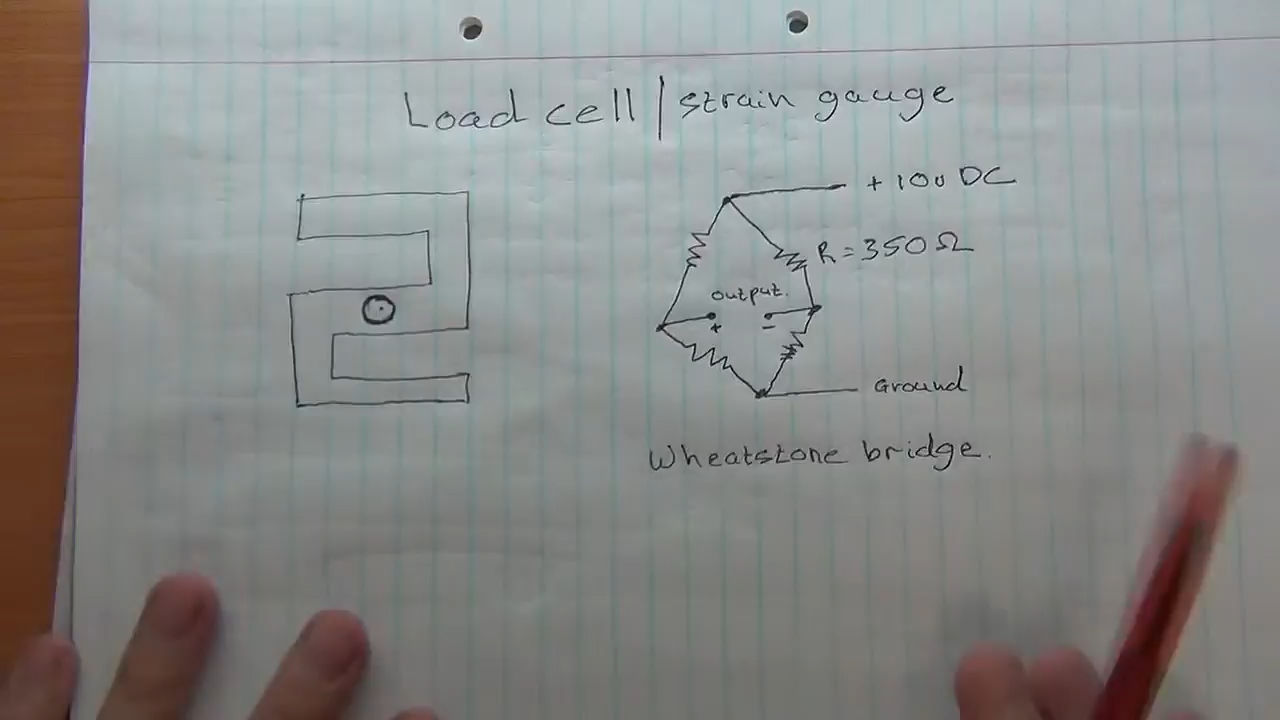 Load cell / strain gauge
+ 10v DC
R = 350 Ω
output.
+ -
Ground
Wheatstone bridge.